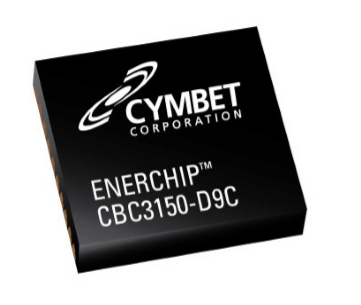 CYMBET
CORPORATION
ENERCHIP™
CBC3150-D9C